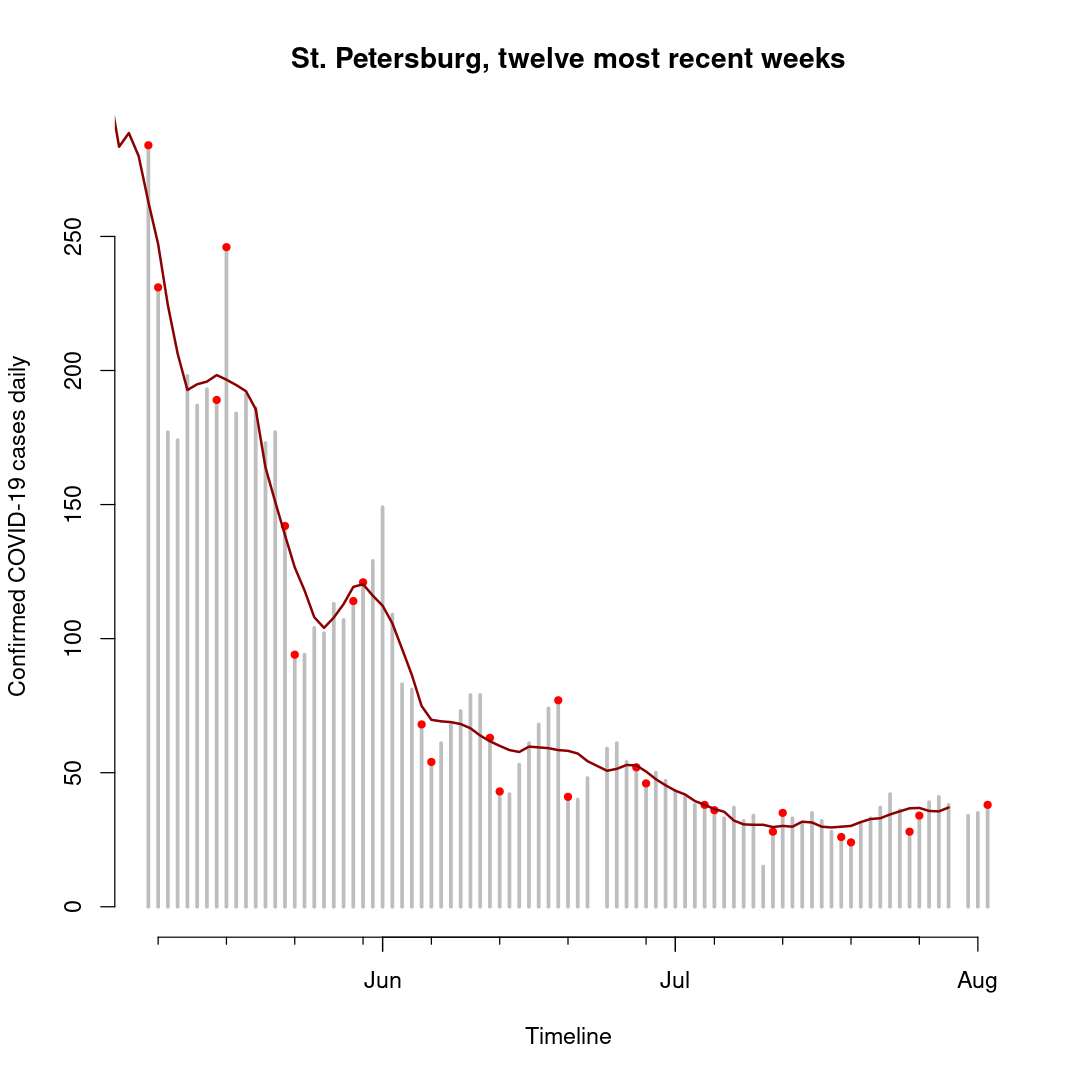 St. Petersburg, twelve most recent weeks
Confirmed COVID-19 cases daily
250
200
150
100
50
0
Jun Jul Aug
Timeline